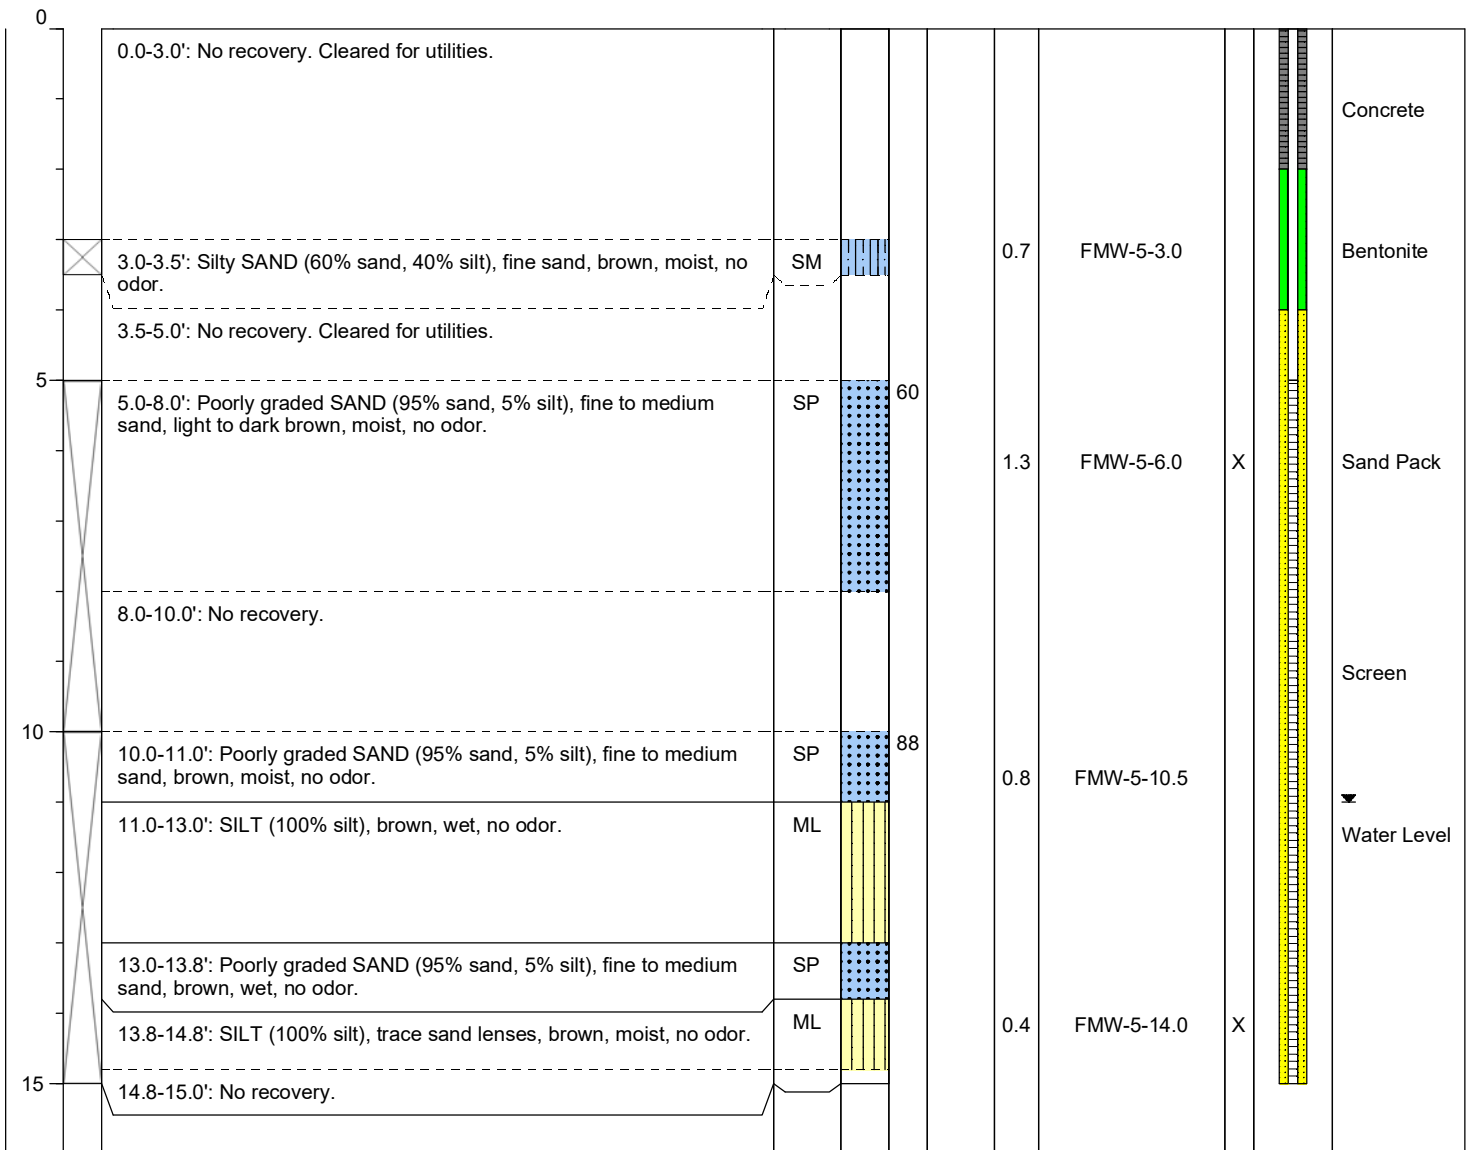 0
0.0-3.0': No recovery. Cleared for utilities.
Concrete
3.0-3.5': Silty SAND (60% sand, 40% silt), fine sand, brown, moist, no
odor.
SM
0.7
FMW-5-3.0
Bentonite
3.5-5.0': No recovery. Cleared for utilities.
5
5.0-8.0': Poorly graded SAND (95% sand, 5% silt), fine to medium
sand, light to dark brown, moist, no odor.
SP
60
1.3
FMW-5-6.0
X
Sand Pack
8.0-10.0': No recovery.
Screen
10
10.0-11.0': Poorly graded SAND (95% sand, 5% silt), fine to medium
sand, brown, moist, no odor.
SP
88
0.8
FMW-5-10.5
11.0-13.0': SILT (100% silt), brown, wet, no odor.
ML
Water Level
13.0-13.8': Poorly graded SAND (95% sand, 5% silt), fine to medium
sand, brown, wet, no odor.
SP
13.8-14.8': SILT (100% silt), trace sand lenses, brown, moist, no odor.
ML
0.4
FMW-5-14.0
X
15
14.8-15.0': No recovery.